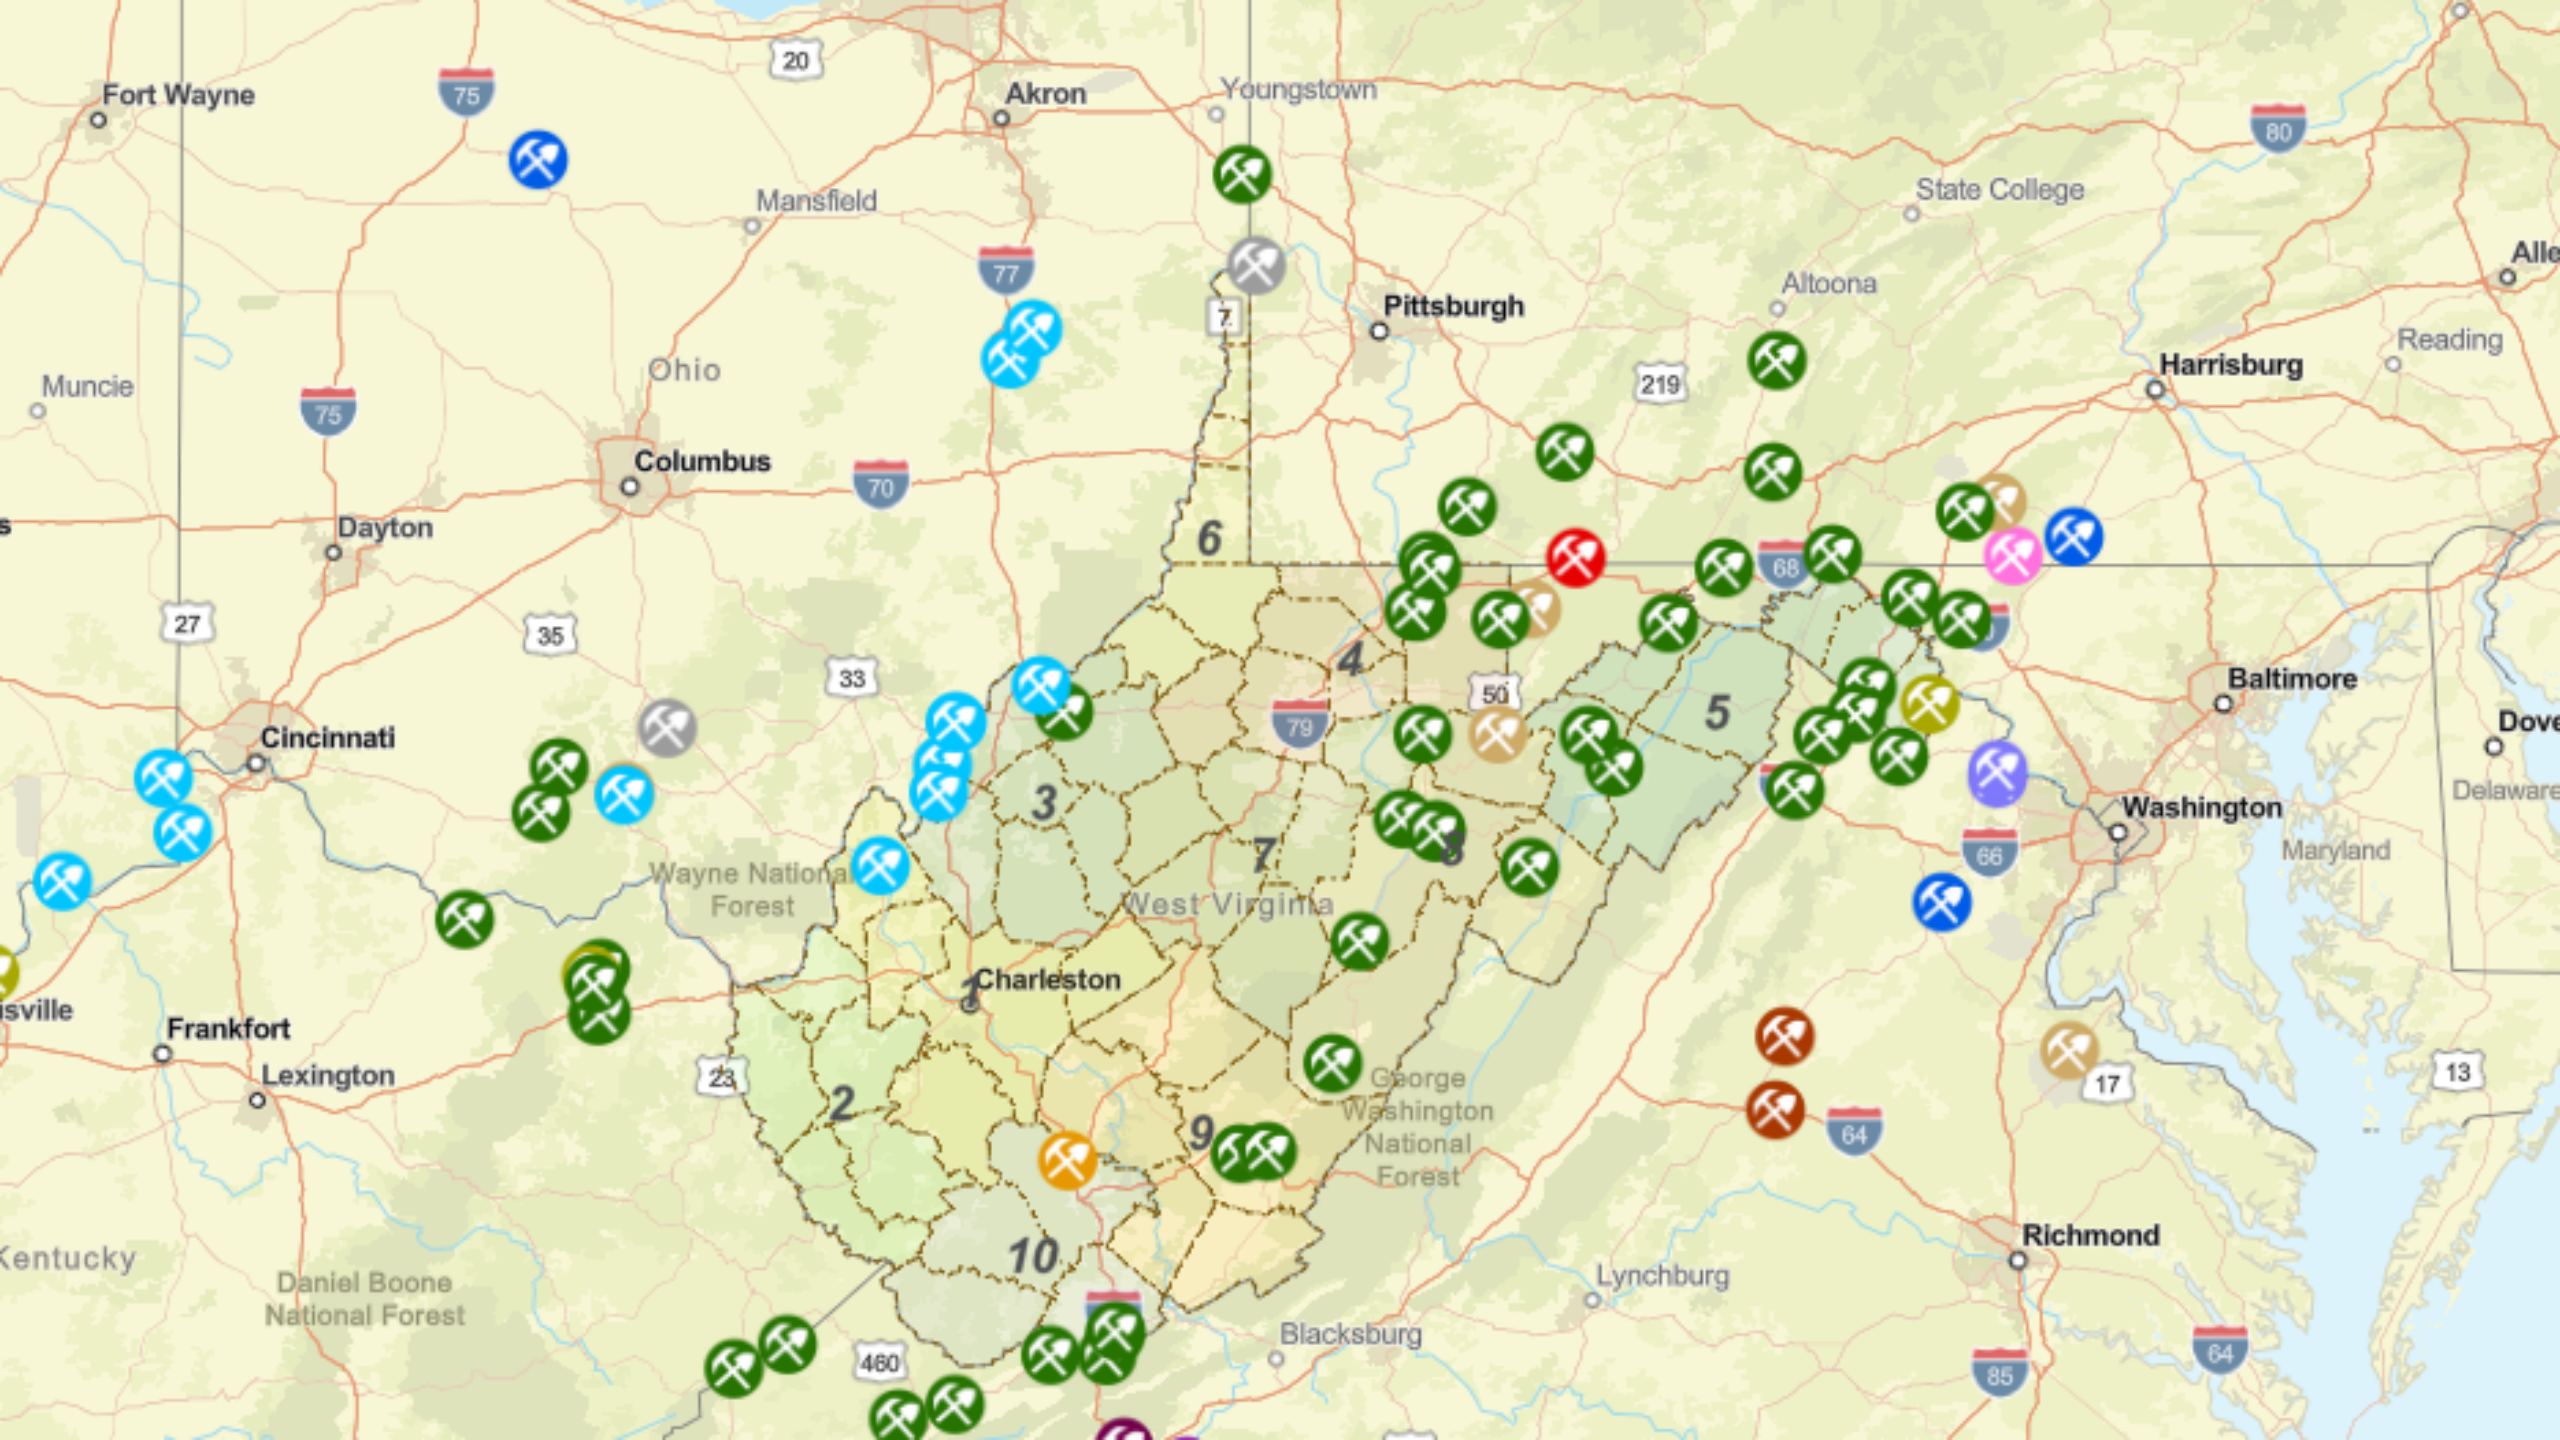 20
Fort Wayne
75
Akron
Youngstown
80
State College
Mansfield
77
Alle
Altoona
7
Pittsburgh
Reading
Harrisburg
Ohio
219
Muncie
75
Columbus
70
Dayton
6
68
27
35
4
33
50
Baltimore
79
5
Dove
Cincinnati
Delaware
3
Washington
66
7
8
Maryland
Wayne National
Forest
West Virginia
Charleston
1
isville
Frankfort
Lexington
23
George
Washington
National
Forest
17
13
2
9
64
Richmond
10
Kentucky
Daniel Boone
National Forest
Lynchburg
Blacksburg
460
85
64